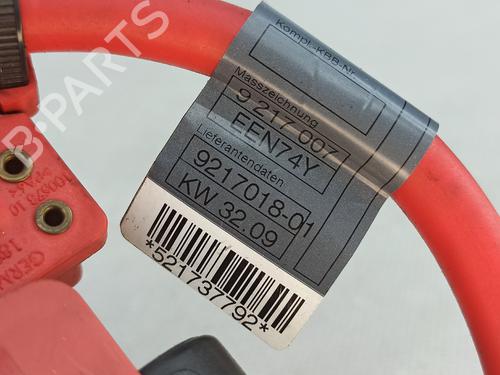 B-PARTS
Kompl.-KBB-Nr.
Masszeichnung
9 217 007
EEN74Y
Lieferantendaten
9217018-01
KW 32.09
*521737792*